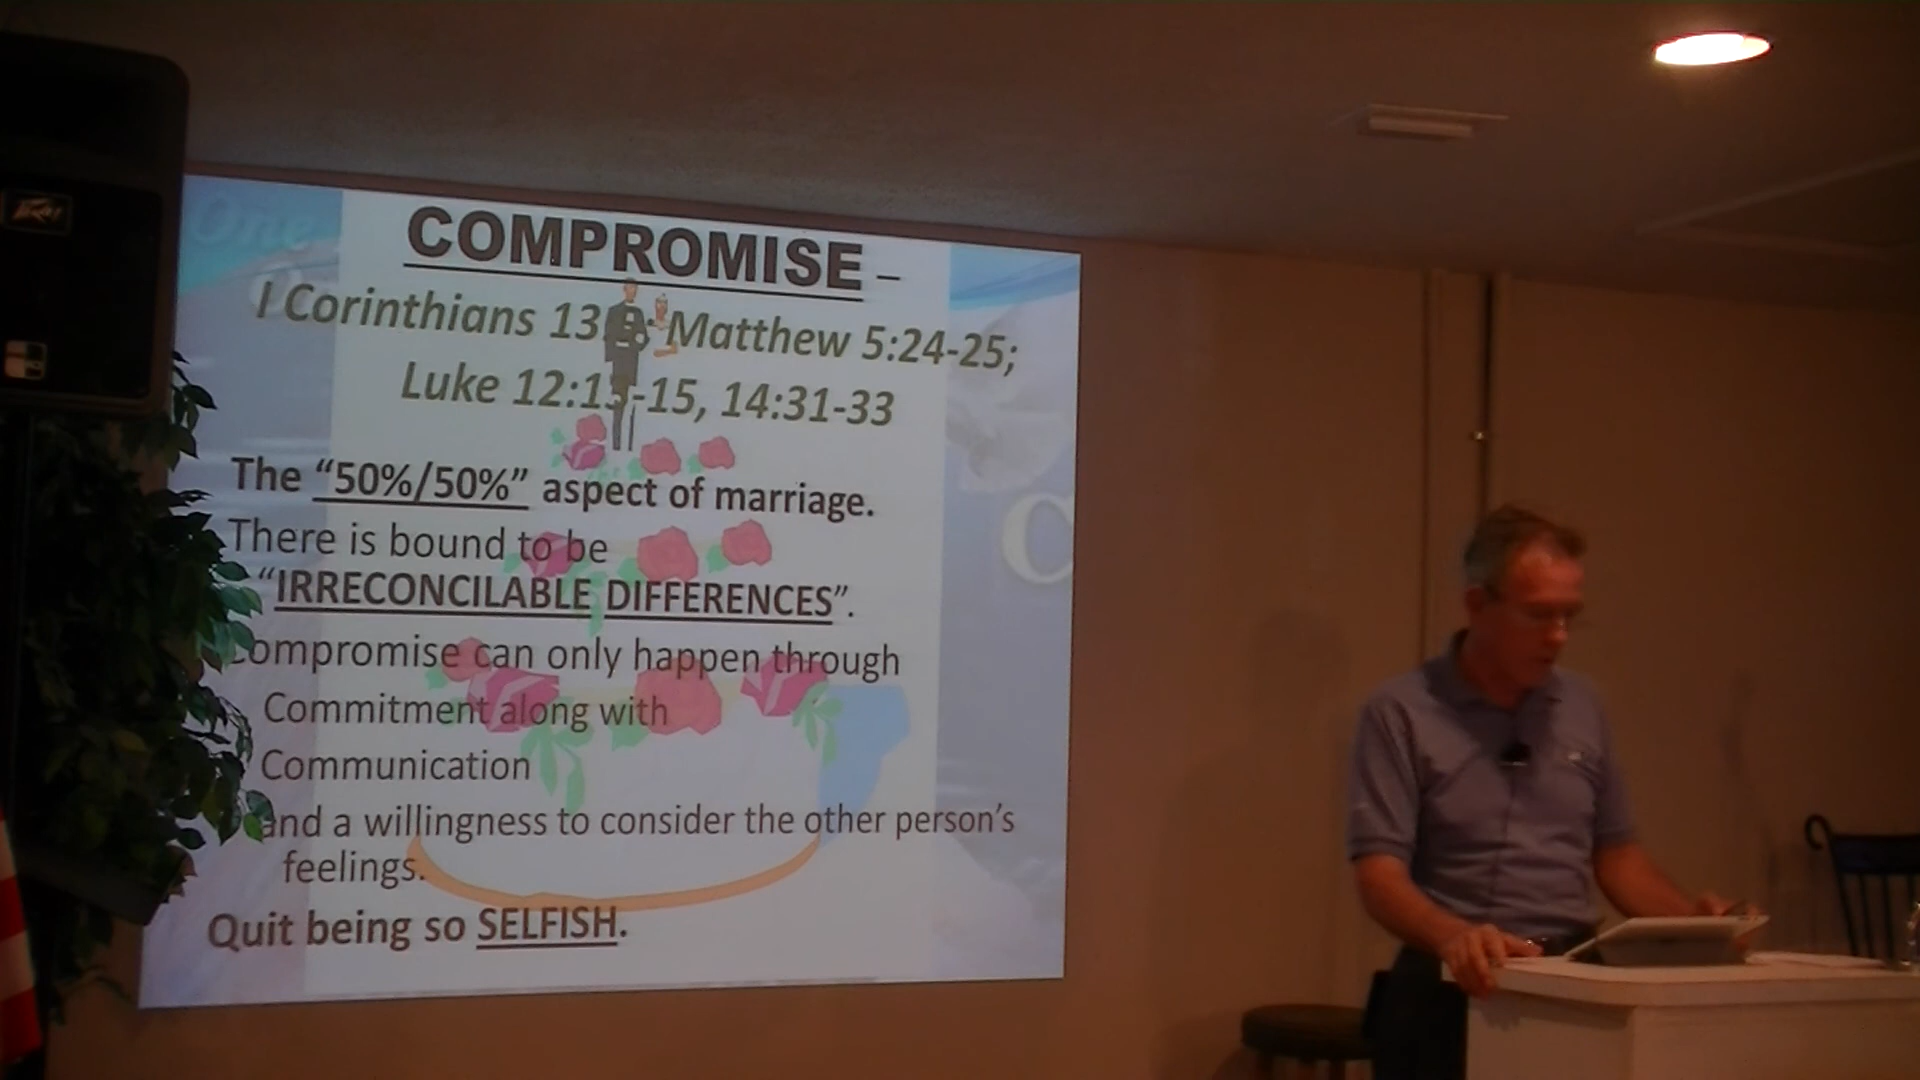 One
COMPROMISE –
I Corinthians 13 Matthew 5:24-25;
Luke 12:13-15, 14:31-33
The “50%/50%” aspect of marriage.
There is bound to be
“IRRECONCILABLE DIFFERENCES”.
Compromise can only happen through
Commitment along with
Communication
and a willingness to consider the other person’s
feelings.
Quit being so SELFISH.
C